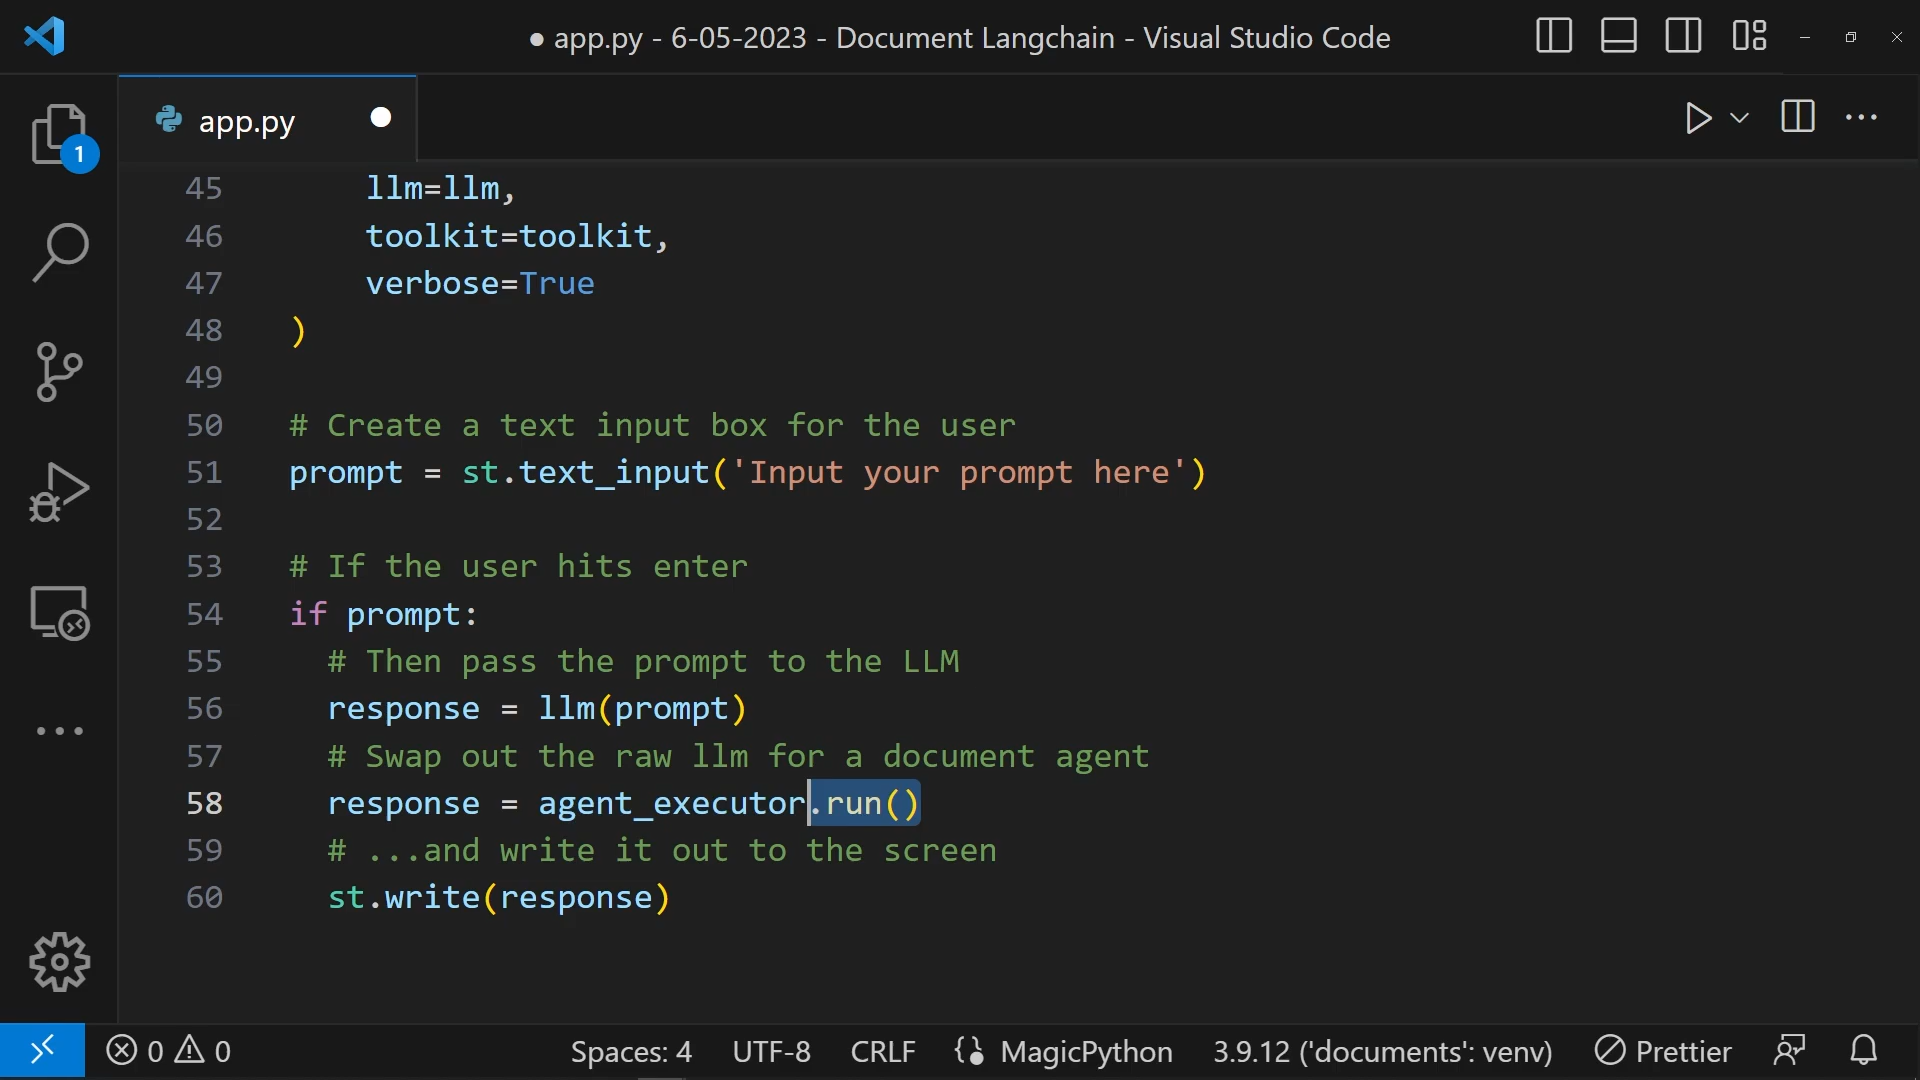 ● app.py - 6-05-2023 - Document Langchain - Visual Studio Code
app.py
1
45 llm=llm,
46 toolkit=toolkit,
47 verbose=True
48 )
49
50 # Create a text input box for the user
51 prompt = st.text_input('Input your prompt here')
52
53 # If the user hits enter
54 if prompt:
55 # Then pass the prompt to the LLM
56 response = llm(prompt)
57 # Swap out the raw llm for a document agent
58 response = agent_executor.run()
59 # ...and write it out to the screen
60 st.write(response)
0 0 Spaces: 4 UTF-8 CRLF MagicPython 3.9.12 ('documents': venv) Prettier